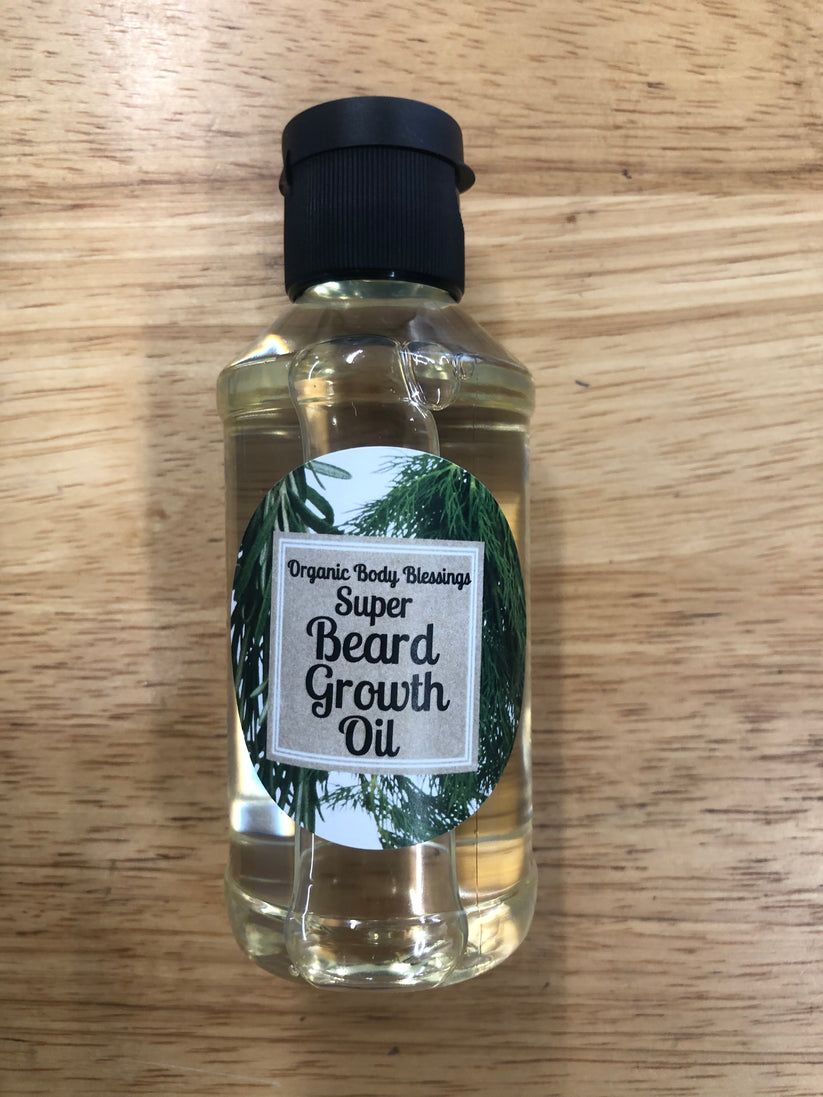 Organic Body Blessings
Super
Beard
Growth
Oil